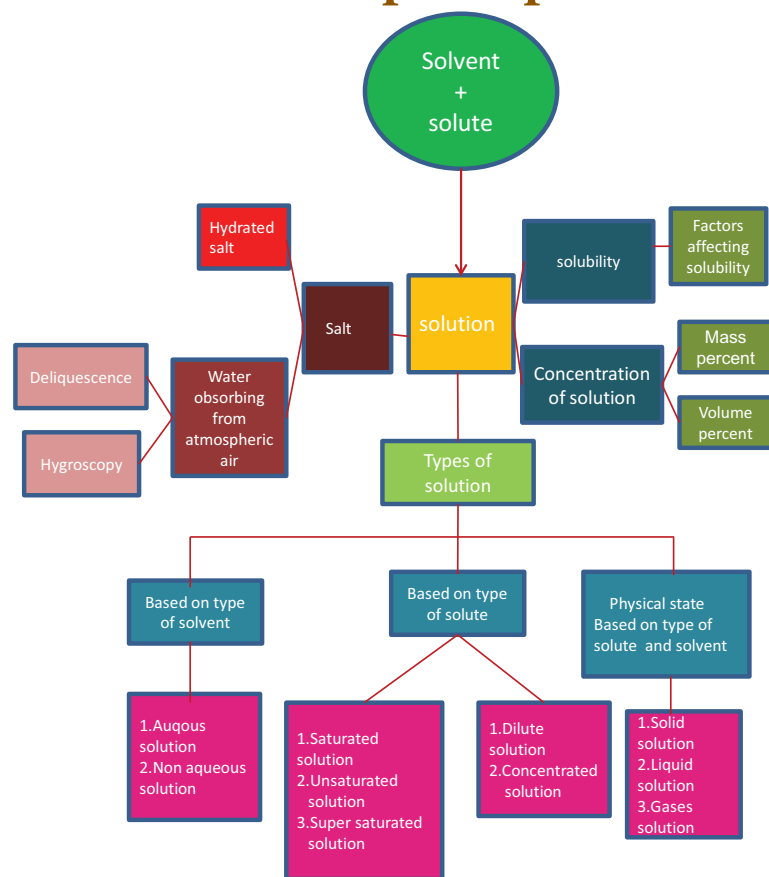 Solvent
+
solute
Hydrated
salt
Salt
solution
solubility
Factors
affecting
solubility
Concentration
of solution
Mass
percent
Volume
percent
Deliquescence
Hygroscopy
Water
obsorbing
from
atmospheric
air
Types of
solution
Based on type
of solvent
Based on type
of solute
Physical state
Based on type of
solute and solvent
1.Auqous
solution
2.Non aqueous
solution
1.Saturated
solution
2.Unsaturated
solution
3.Super saturated
solution
1.Dilute
solution
2.Concentrated
solution
1.Solid
solution
2.Liquid
solution
3.Gases
solution